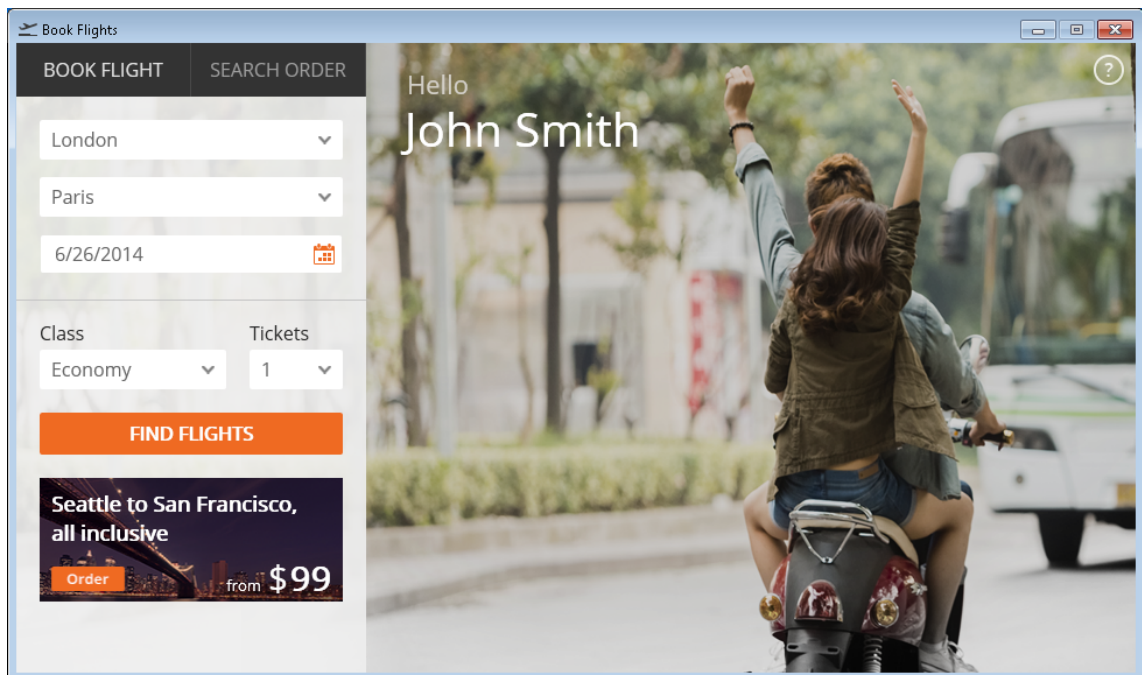 Book Flights
BOOK FLIGHT
SEARCH ORDER
Hello
John Smith
?
London
Paris
6/26/2014
Class
Tickets
Economy
1
FIND FLIGHTS
Seattle to San Francisco,
all inclusive
Order
from $99